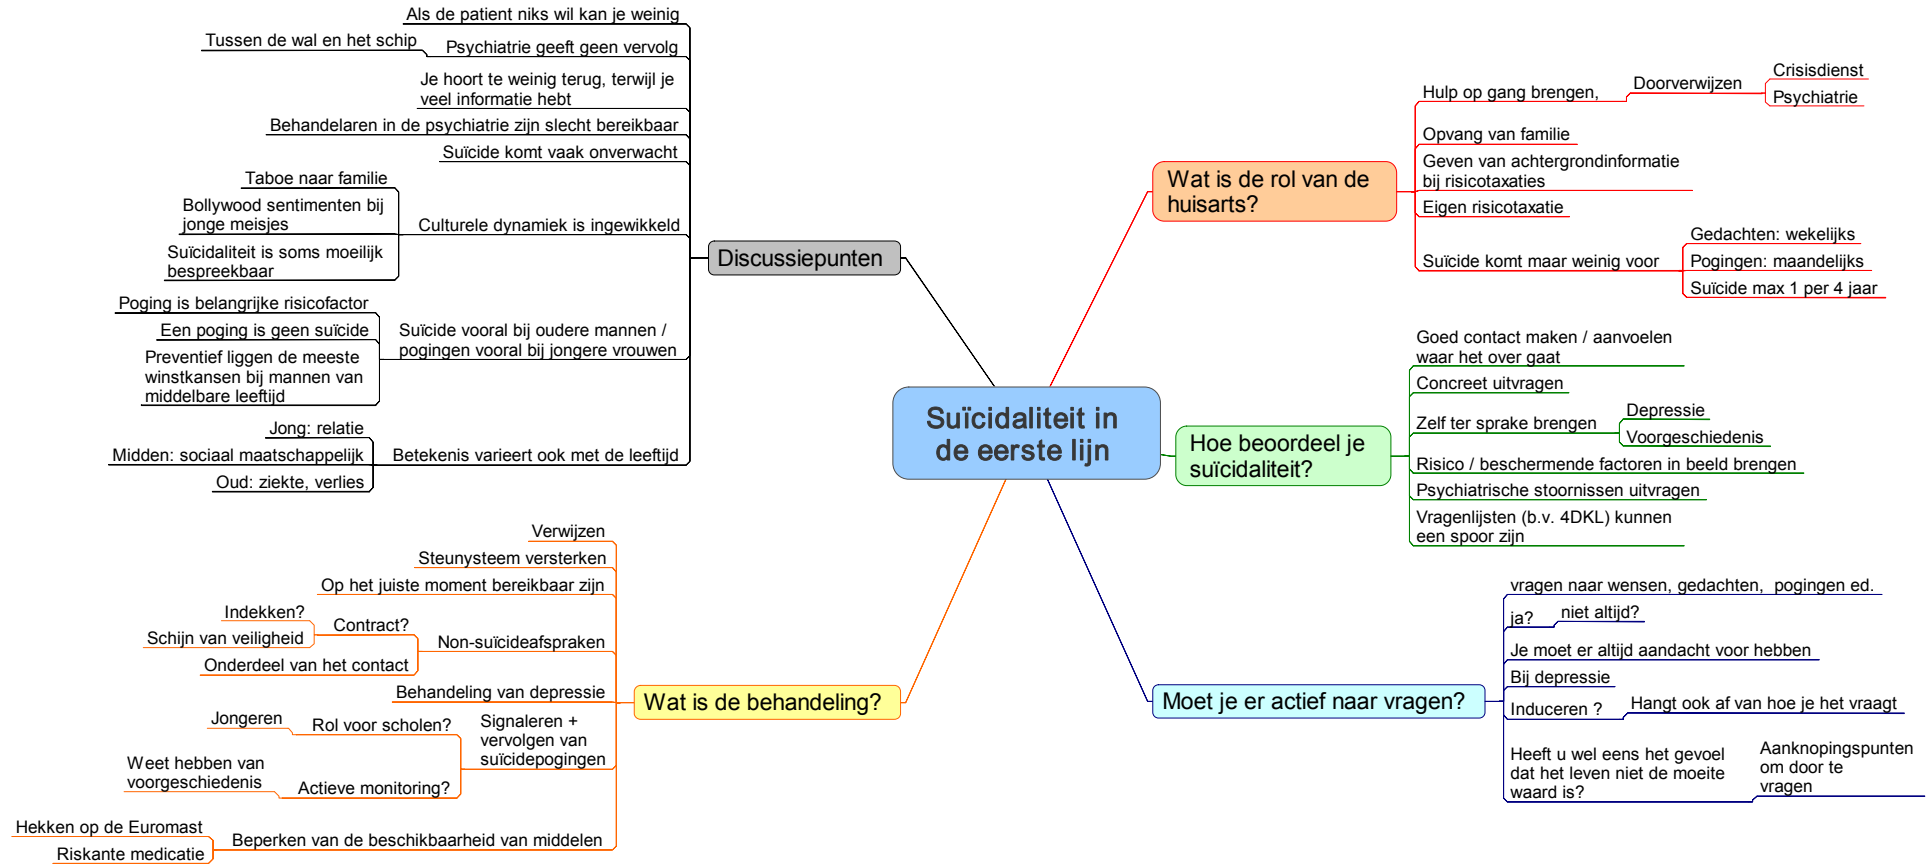 Suïcidaliteit in
de eerste lijn
Wat is de rol van de
huisarts?
Hulp op gang brengen,
Doorverwijzen
Crisisdienst
Psychiatrie
Opvang van familie
Geven van achtergrondinformatie
bij risicotaxaties
Eigen risicotaxatie
Suïcide komt maar weinig voor
Gedachten: wekelijks
Pogingen: maandelijks
Suïcide max 1 per 4 jaar
Hoe beoordeel je
suïcidaliteit?
Goed contact maken / aanvoelen
waar het over gaat
Concreet uitvragen
Zelf ter sprake brengen
Depressie
Voorgeschiedenis
Risico / beschermende factoren in beeld brengen
Psychiatrische stoornissen uitvragen
Vragenlijsten (b.v. 4DKL) kunnen
een spoor zijn
Moet je er actief naar vragen?
vragen naar wensen, gedachten,  pogingen ed.
ja?
niet altijd?
Je moet er altijd aandacht voor hebben
Bij depressie
Induceren ?
Hangt ook af van hoe je het vraagt
Heeft u wel eens het gevoel
dat het leven niet de moeite
waard is?
Aanknopingspunten
om door te
vragen
Wat is de behandeling?
Verwijzen
Steunysteem versterken
Op het juiste moment bereikbaar zijn
Non-suïcideafspraken
Contract?
Indekken?
Schijn van veiligheid
Onderdeel van het contact
Behandeling van depressie
Signaleren +
vervolgen van
suïcidepogingen
Rol voor scholen?
Jongeren
Actieve monitoring?
Weet hebben van
voorgeschiedenis
Beperken van de beschikbaarheid van middelen
Hekken op de Euromast
Riskante medicatie
Discussiepunten
Als de patient niks wil kan je weinig
Psychiatrie geeft geen vervolg
Tussen de wal en het schip
Je hoort te weinig terug, terwijl je
veel informatie hebt
Behandelaren in de psychiatrie zijn slecht bereikbaar
Suïcide komt vaak onverwacht
Culturele dynamiek is ingewikkeld
Taboe naar familie
Bollywood sentimenten bij
jonge meisjes
Suïcidaliteit is soms moeilijk
bespreekbaar
Suïcide vooral bij oudere mannen /
pogingen vooral bij jongere vrouwen
Poging is belangrijke risicofactor
Een poging is geen suïcide
Preventief liggen de meeste
winstkansen bij mannen van
middelbare leeftijd
Betekenis varieert ook met de leeftijd
Jong: relatie
Midden: sociaal maatschappelijk
Oud: ziekte, verlies